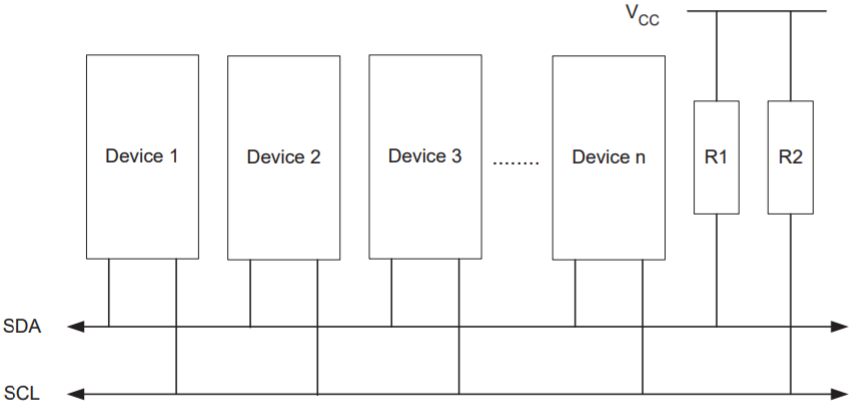 VCC
Device 1
Device 2
Device 3
........
Device n
R1
R2
SDA
SCL